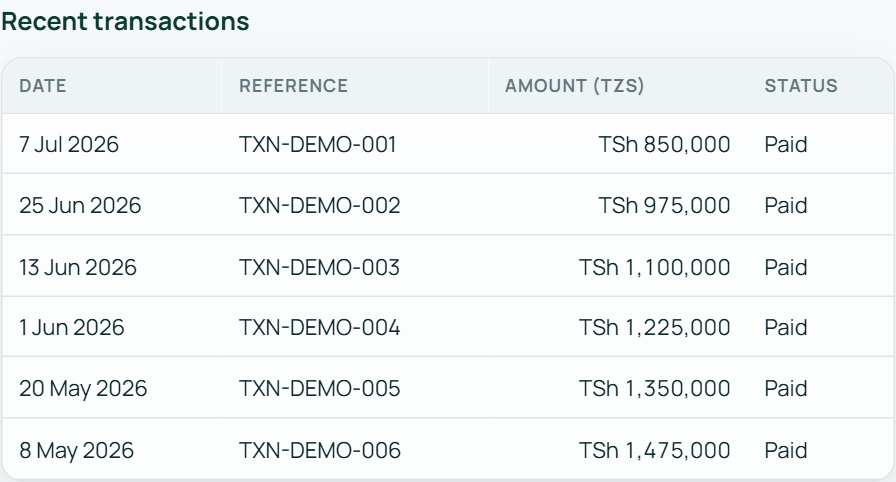 Recent transactions
DATE REFERENCE AMOUNT (TZS) STATUS
7 Jul 2026 TXN-DEMO-001 TSh 850,000 Paid
25 Jun 2026 TXN-DEMO-002 TSh 975,000 Paid
13 Jun 2026 TXN-DEMO-003 TSh 1,100,000 Paid
1 Jun 2026 TXN-DEMO-004 TSh 1,225,000 Paid
20 May 2026 TXN-DEMO-005 TSh 1,350,000 Paid
8 May 2026 TXN-DEMO-006 TSh 1,475,000 Paid